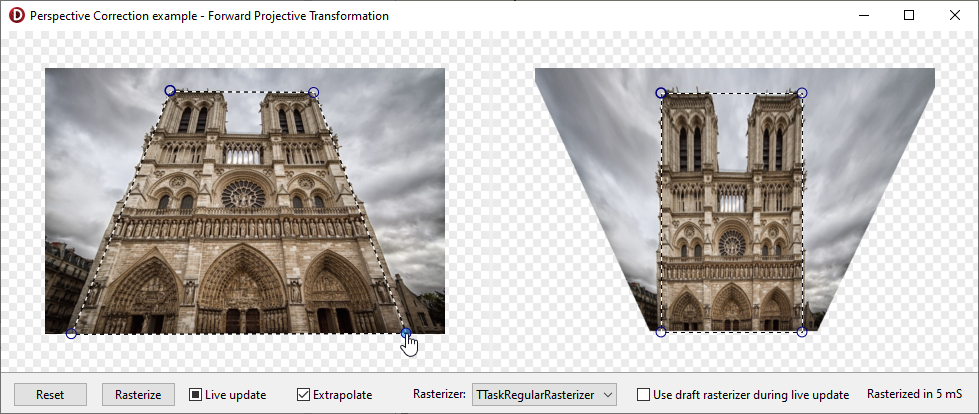 Perspective Correction example - Forward Projective Transformation
Reset Rasterize Live update Extrapolate Rasterizer: TTaskRegularRasterizer Use draft rasterizer during live update Rasterized in 5 mS